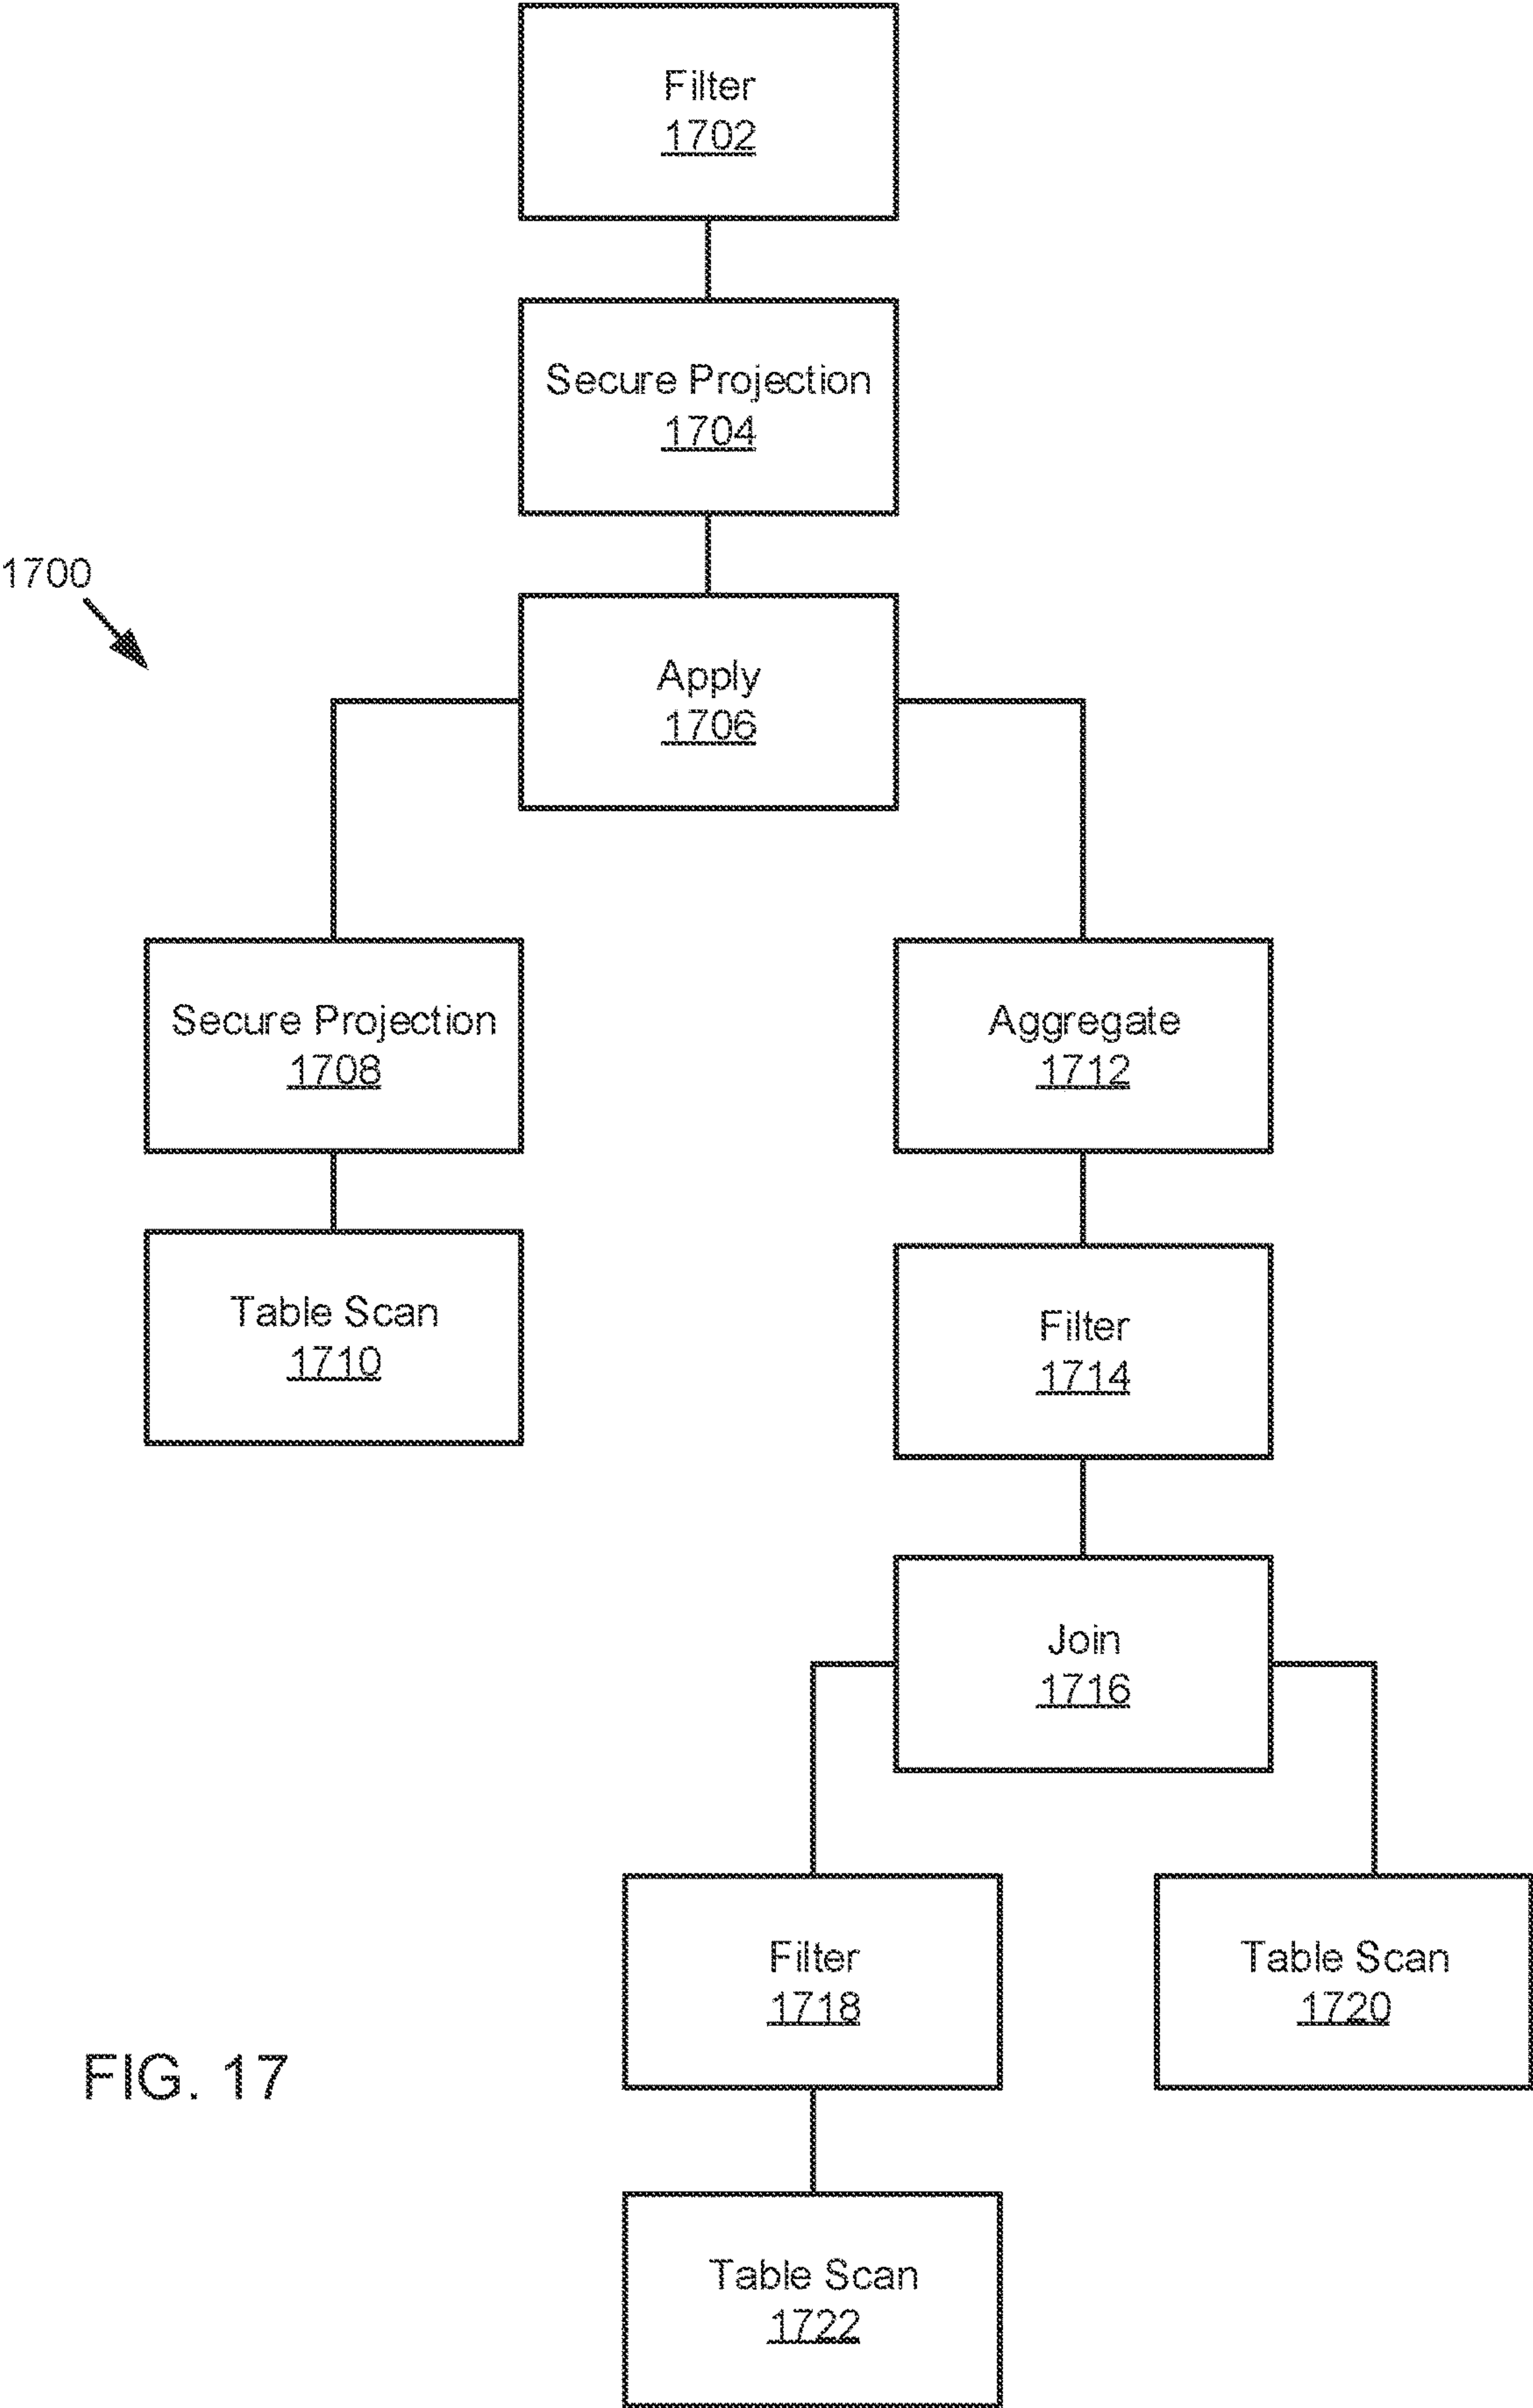 Filter
1702
Secure Projection
1704
1700
Apply
1706
Secure Projection
1708
Aggregate
1712
Table Scan
1710
Filter
1714
Join
1716
Filter
1718
Table Scan
1720
FIG. 17
Table Scan
1722